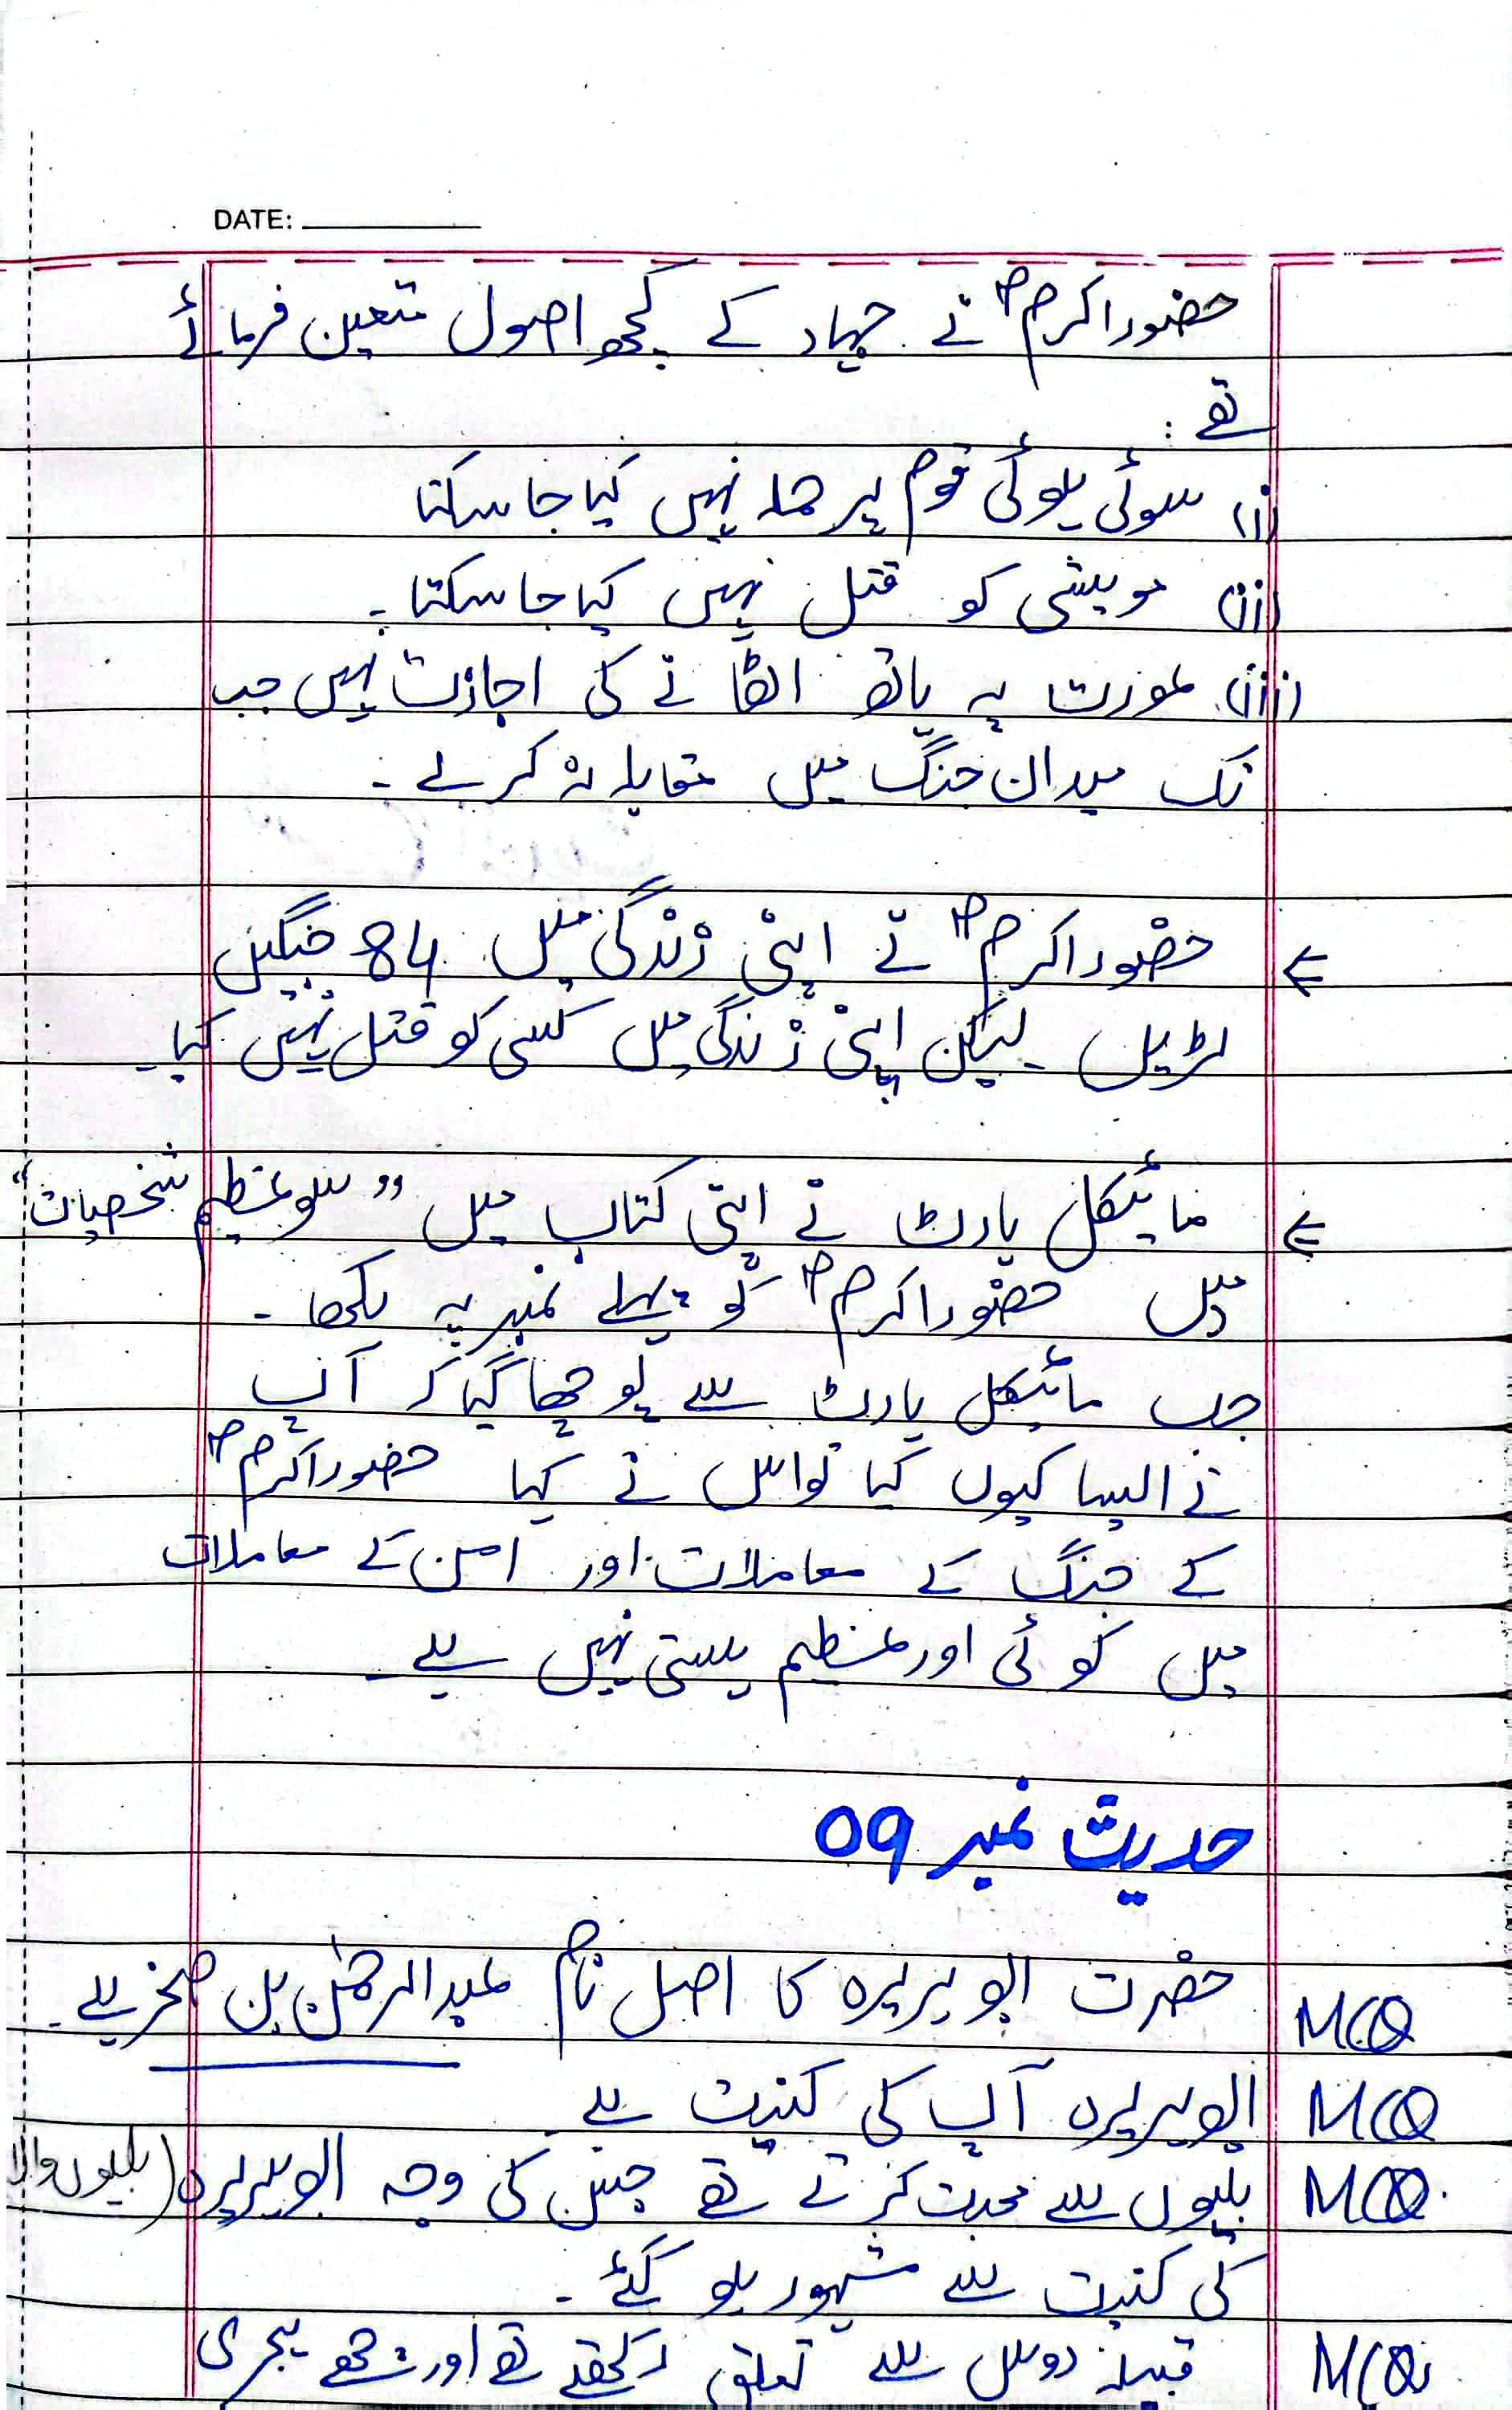 DATE:
حضور اکرم ؐ نے جہاد کے کچھ اصول متعین فرمائے
تھے :
(i) سوئی ہوئی قوم پر حملہ نہیں کیا جا سکتا
(ii) مویشی کو قتل نہیں کیا جا سکتا ۔
(iii) عورت پہ ہاتھ اٹھانے کی اجازت نہیں جب
تک میدان جنگ میں مقابلہ نہ کرے ۔
⇐ حضور اکرم ؐ نے اپنی زندگی میں 84 جنگیں
لڑیں ۔ لیکن اپنی زندگی میں کسی کو قتل نہیں کیا۔
⇐ مائیکل ہارٹ نے اپنی کتاب میں "سو عظیم شخصیات"
میں حضور اکرم ؐ کو پہلے نمبر پہ لکھا ۔
جب مائیکل ہارٹ سے پوچھا گیا کہ آپ
نے ایسا کیوں کیا تو اس نے کہا حضور اکرم ؐ
کے جنگ کے معاملات اور امن کے معاملات
میں کوئی اور عظیم ہستی نہیں ہے۔
حدیث نمبر 09
MCQ حضرت ابو ہریرہ کا اصل نام عبدالرحمٰن بن صخر ہے۔
MCQ ابو ہریرہ آپ کی کنیت ہے
MCQ. بلیوں سے محبت کرتے تھے جس کی وجہ ابو ہریرہ (بلیوں والا
کی کنیت سے مشہور ہو گئے ۔
MCQ قبیلہ دوس سے تعلق رکھتے تھے اور چھے ہجری